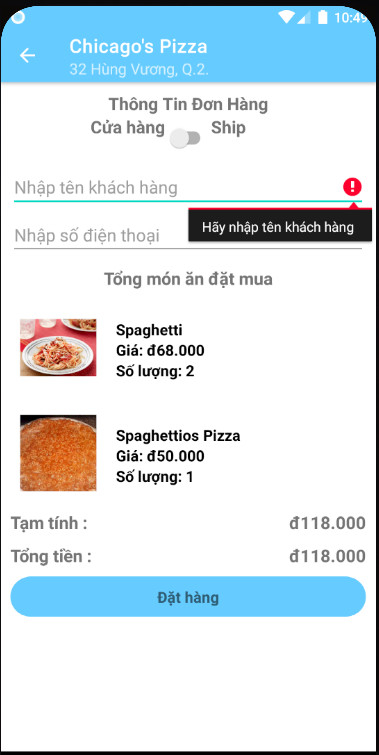 10:49
Chicago's Pizza
32 Hùng Vương, Q.2.
Thông Tin Đơn Hàng
Cửa hàng Ship
Nhập tên khách hàng
Hãy nhập tên khách hàng
Nhập số điện thoại
Tổng món ăn đặt mua
Spaghetti
Giá: đ68.000
Số lượng: 2
Spaghettios Pizza
Giá: đ50.000
Số lượng: 1
Tạm tính : đ118.000
Tổng tiền : đ118.000
Đặt hàng